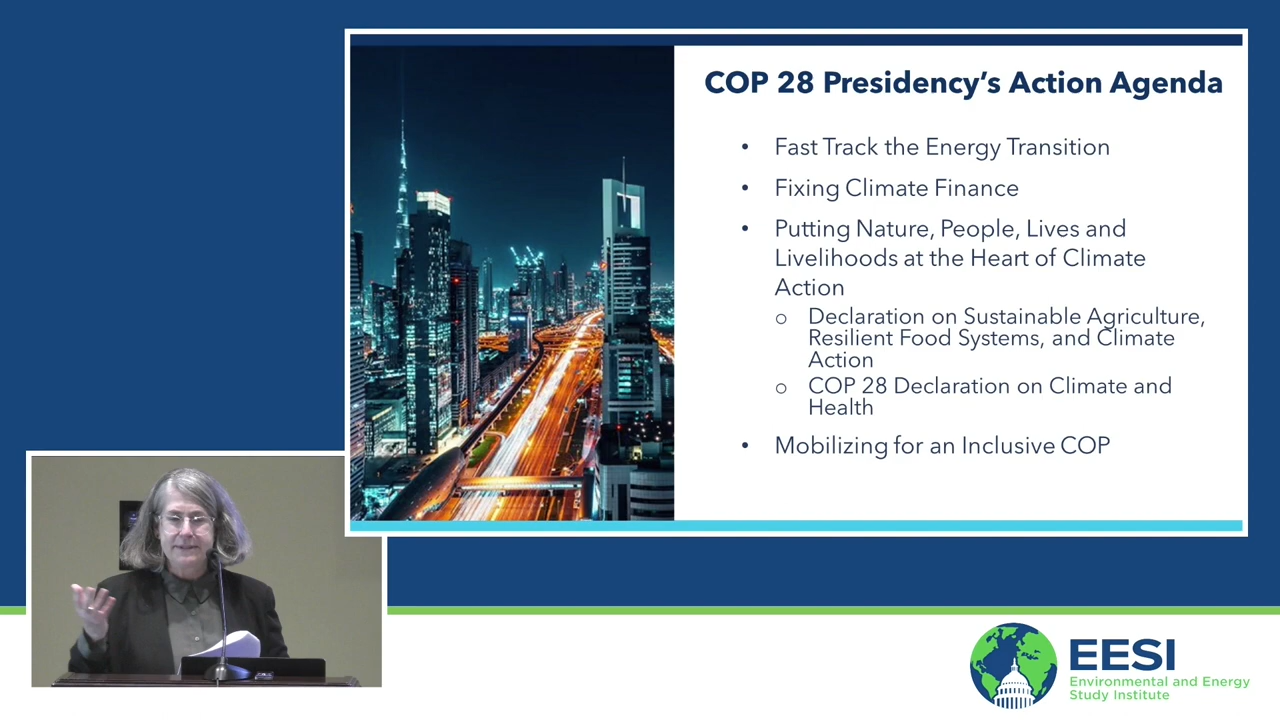 COP 28 Presidency's Action Agenda
• Fast Track the Energy Transition
• Fixing Climate Finance
• Putting Nature, People, Lives and
Livelihoods at the Heart of Climate
Action
o Declaration on Sustainable Agriculture,
Resilient Food Systems, and Climate
Action
o COP 28 Declaration on Climate and
Health
• Mobilizing for an Inclusive COP
EESI
Environmental and Energy
Study Institute